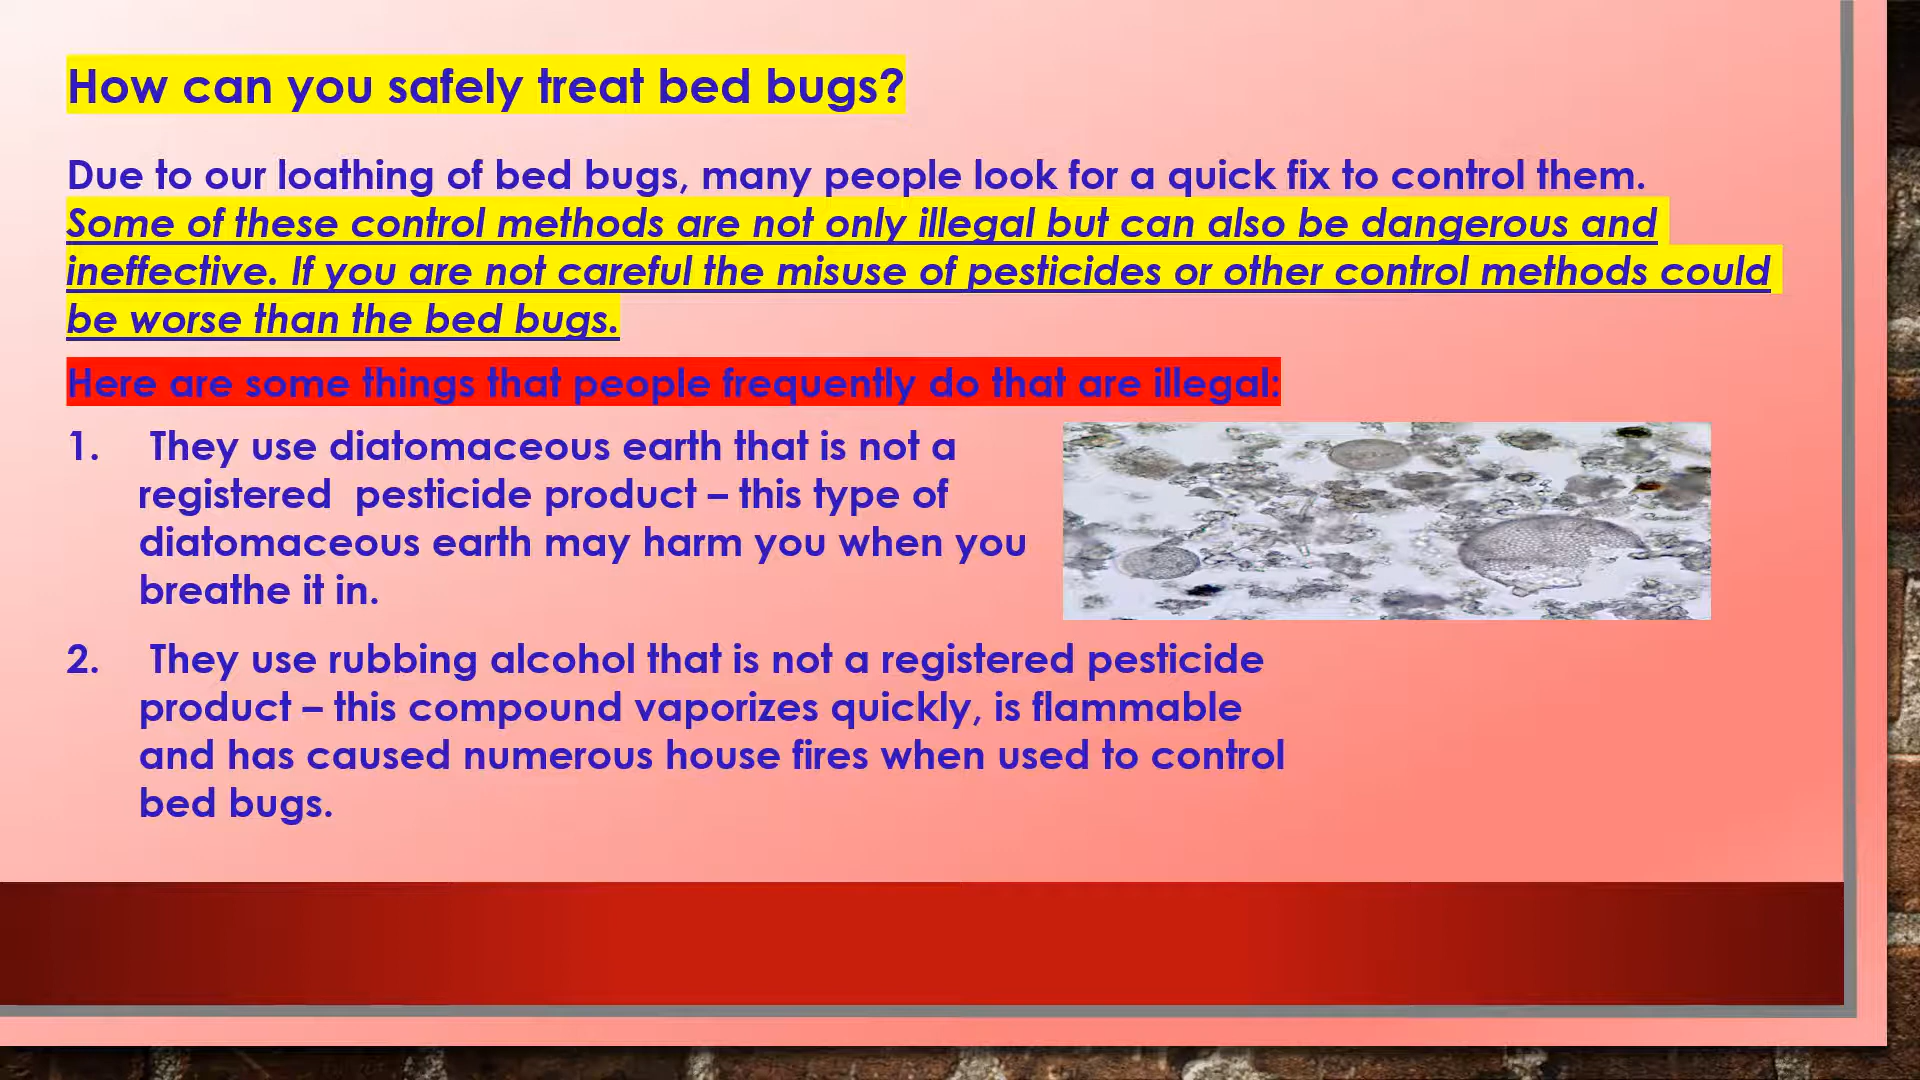 How can you safely treat bed bugs?
Due to our loathing of bed bugs, many people look for a quick fix to control them.
Some of these control methods are not only illegal but can also be dangerous and
ineffective. If you are not careful the misuse of pesticides or other control methods could
be worse than the bed bugs.
Here are some things that people frequently do that are illegal:
1. They use diatomaceous earth that is not a
registered pesticide product – this type of
diatomaceous earth may harm you when you
breathe it in.
2. They use rubbing alcohol that is not a registered pesticide
product – this compound vaporizes quickly, is flammable
and has caused numerous house fires when used to control
bed bugs.